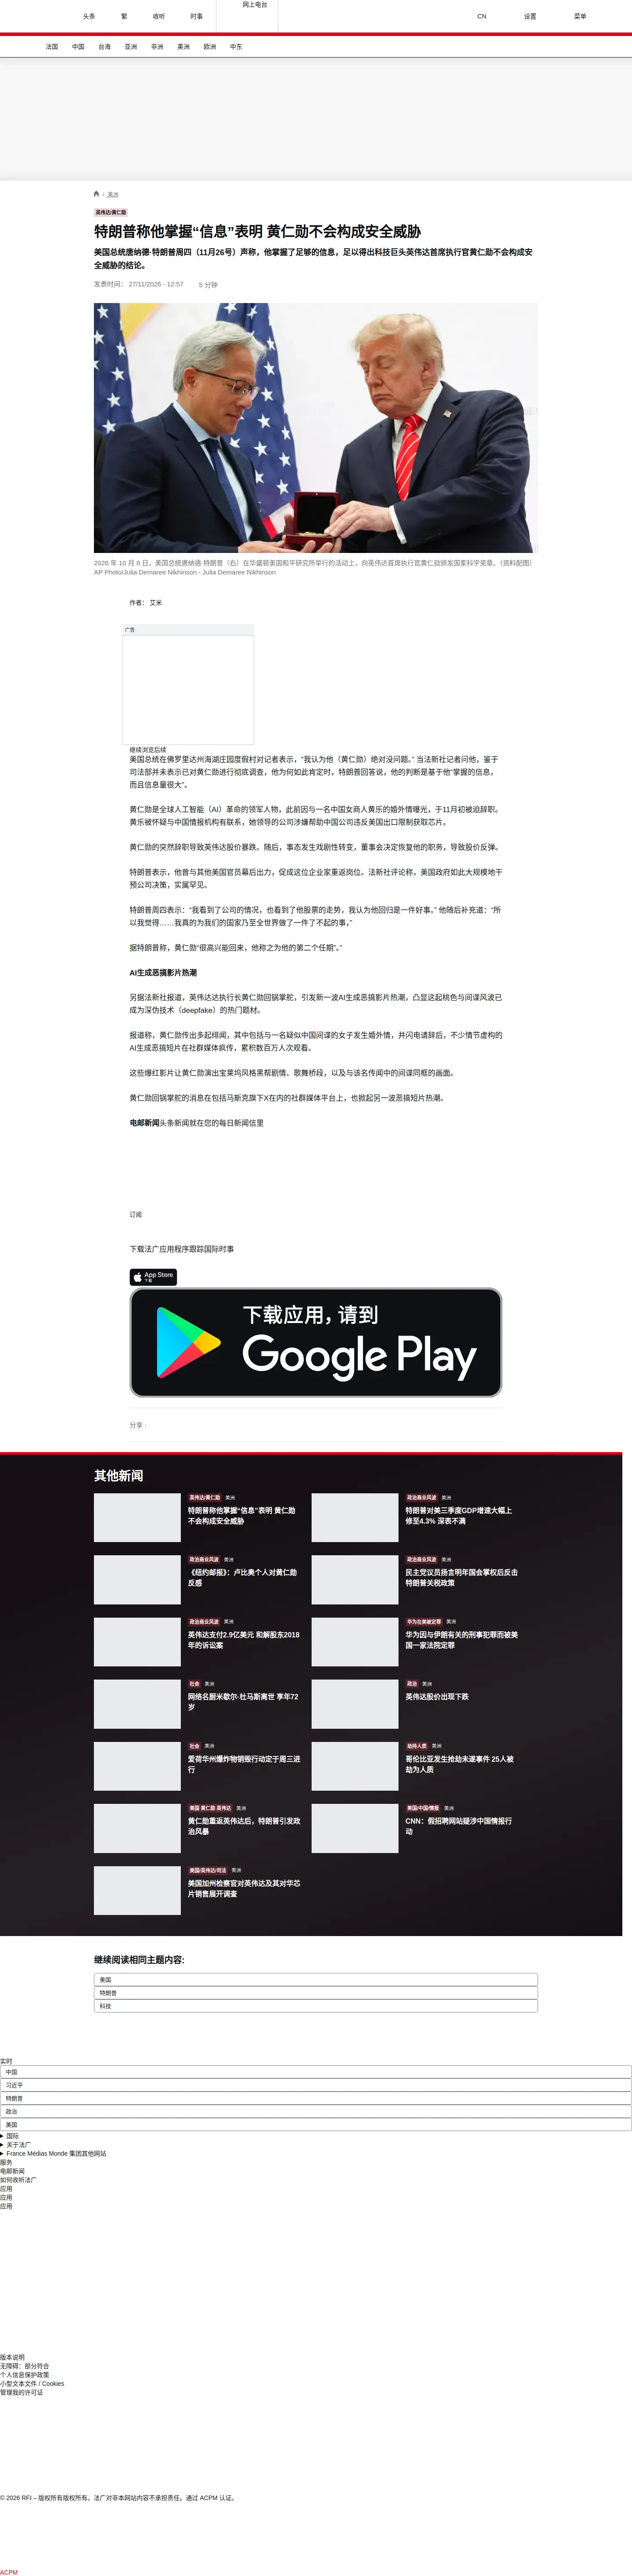 头条
繁
收听
时事
网上电台
CN
设置
菜单
法国
中国
台海
亚洲
非洲
美洲
欧洲
中东
/ 美洲
英伟达/黄仁勋
特朗普称他掌握“信息”表明 黄仁勋不会构成安全威胁
美国总统唐纳德·特朗普周四（11月26号）声称，他掌握了足够的信息，足以得出科技巨头英伟达首席执行官黄仁勋不会构成安
全威胁的结论。
发表时间： 27/11/2026 - 12:57
5 分钟
2026 年 10 月 8 日，美国总统唐纳德·特朗普（右）在华盛顿美国和平研究所举行的活动上，向英伟达首席执行官黄仁勋颁发国家科学奖章。（资料配图）
AP Photo/Julia Demaree Nikhinson - Julia Demaree Nikhinson
作者： 艾米
广告
继续浏览后续
美国总统在佛罗里达州海湖庄园度假村对记者表示，“我认为他（黄仁勋）绝对没问题。” 当法新社记者问他，鉴于
司法部并未表示已对黄仁勋进行彻底调查，他为何如此肯定时，特朗普回答说，他的判断是基于他“掌握的信息，
而且信息量很大”。
黄仁勋是全球人工智能（AI）革命的领军人物，此前因与一名中国女商人黄乐的婚外情曝光，于11月初被迫辞职。
黄乐被怀疑与中国情报机构有联系，她领导的公司涉嫌帮助中国公司违反美国出口限制获取芯片。
黄仁勋的突然辞职导致英伟达股价暴跌。随后，事态发生戏剧性转变，董事会决定恢复他的职务，导致股价反弹。
特朗普表示，他曾与其他美国官员幕后出力，促成这位企业家重返岗位。法新社评论称，美国政府如此大规模地干
预公司决策，实属罕见。
特朗普周四表示：“我看到了公司的情况，也看到了他股票的走势，我认为他回归是一件好事。” 他随后补充道：“所
以我觉得……我真的为我们的国家乃至全世界做了一件了不起的事，”
据特朗普称，黄仁勋“很高兴能回来，他称之为他的第二个任期”。”
AI生成恶搞影片热潮
另据法新社报道，英伟达达执行长黄仁勋回锅掌舵，引发新一波AI生成恶搞影片热潮，凸显这起桃色与间谍风波已
成为深伪技术（deepfake）的热门题材。
报道称，黄仁勋传出多起绯闻，其中包括与一名疑似中国间谍的女子发生婚外情，并闪电请辞后，不少情节虚构的
AI生成恶搞短片在社群媒体疯传，累积数百万人次观看。
这些爆红影片让黄仁勋演出宝莱坞风格黑帮剧情、歌舞桥段，以及与该名传闻中的间谍同框的画面。
黄仁勋回锅掌舵的消息在包括马斯克旗下X在内的社群媒体平台上，也掀起另一波恶搞短片热潮。
电邮新闻头条新闻就在您的每日新闻信里
订阅
下载法广应用程序跟踪国际时事
App Store
下载
下载应用，请到
Google Play
分享 :
其他新闻
英伟达/黄仁勋 美洲
特朗普称他掌握“信息”表明 黄仁勋
不会构成安全威胁
政治商业风波 美洲
特朗普对美三季度GDP增速大幅上
修至4.3% 深表不满
政治商业风波 美洲
《纽约邮报》：卢比奥个人对黄仁勋
反感
政治商业风波 美洲
民主党议员扬言明年国会掌权后反击
特朗普关税政策
政治商业风波 美洲
英伟达支付2.9亿美元 和解股东2018
年的诉讼案
华为在美被定罪 美洲
华为因与伊朗有关的刑事犯罪而被美
国一家法院定罪
社会 美洲
网络名厨米歇尔·杜马斯离世 享年72
岁
政治 美洲
英伟达股价出现下跌
社会 美洲
爱荷华州爆炸物销毁行动定于周三进
行
劫持人质 美洲
哥伦比亚发生抢劫未遂事件 25人被
劫为人质
美国 黄仁勋 英伟达 美洲
黄仁勋重返英伟达后，特朗普引发政
治风暴
美国/中国/情报 美洲
CNN：假招聘网站疑涉中国情报行
动
美国/英伟达/司法 美洲
美国加州检察官对英伟达及其对华芯
片销售展开调查
继续阅读相同主题内容:
美国
特朗普
科技
实时
中国
习近平
特朗普
政治
美国
国际
关于法广
France Médias Monde 集团其他网站
服务
电邮新闻
如何收听法广
应用
应用
应用
版本说明
无障碍：部分符合
个人信息保护政策
小型文本文件 / Cookies
管理我的许可证
© 2026 RFI – 版权所有版权所有。法广对非本网站内容不承担责任。通过 ACPM 认证。
ACPM